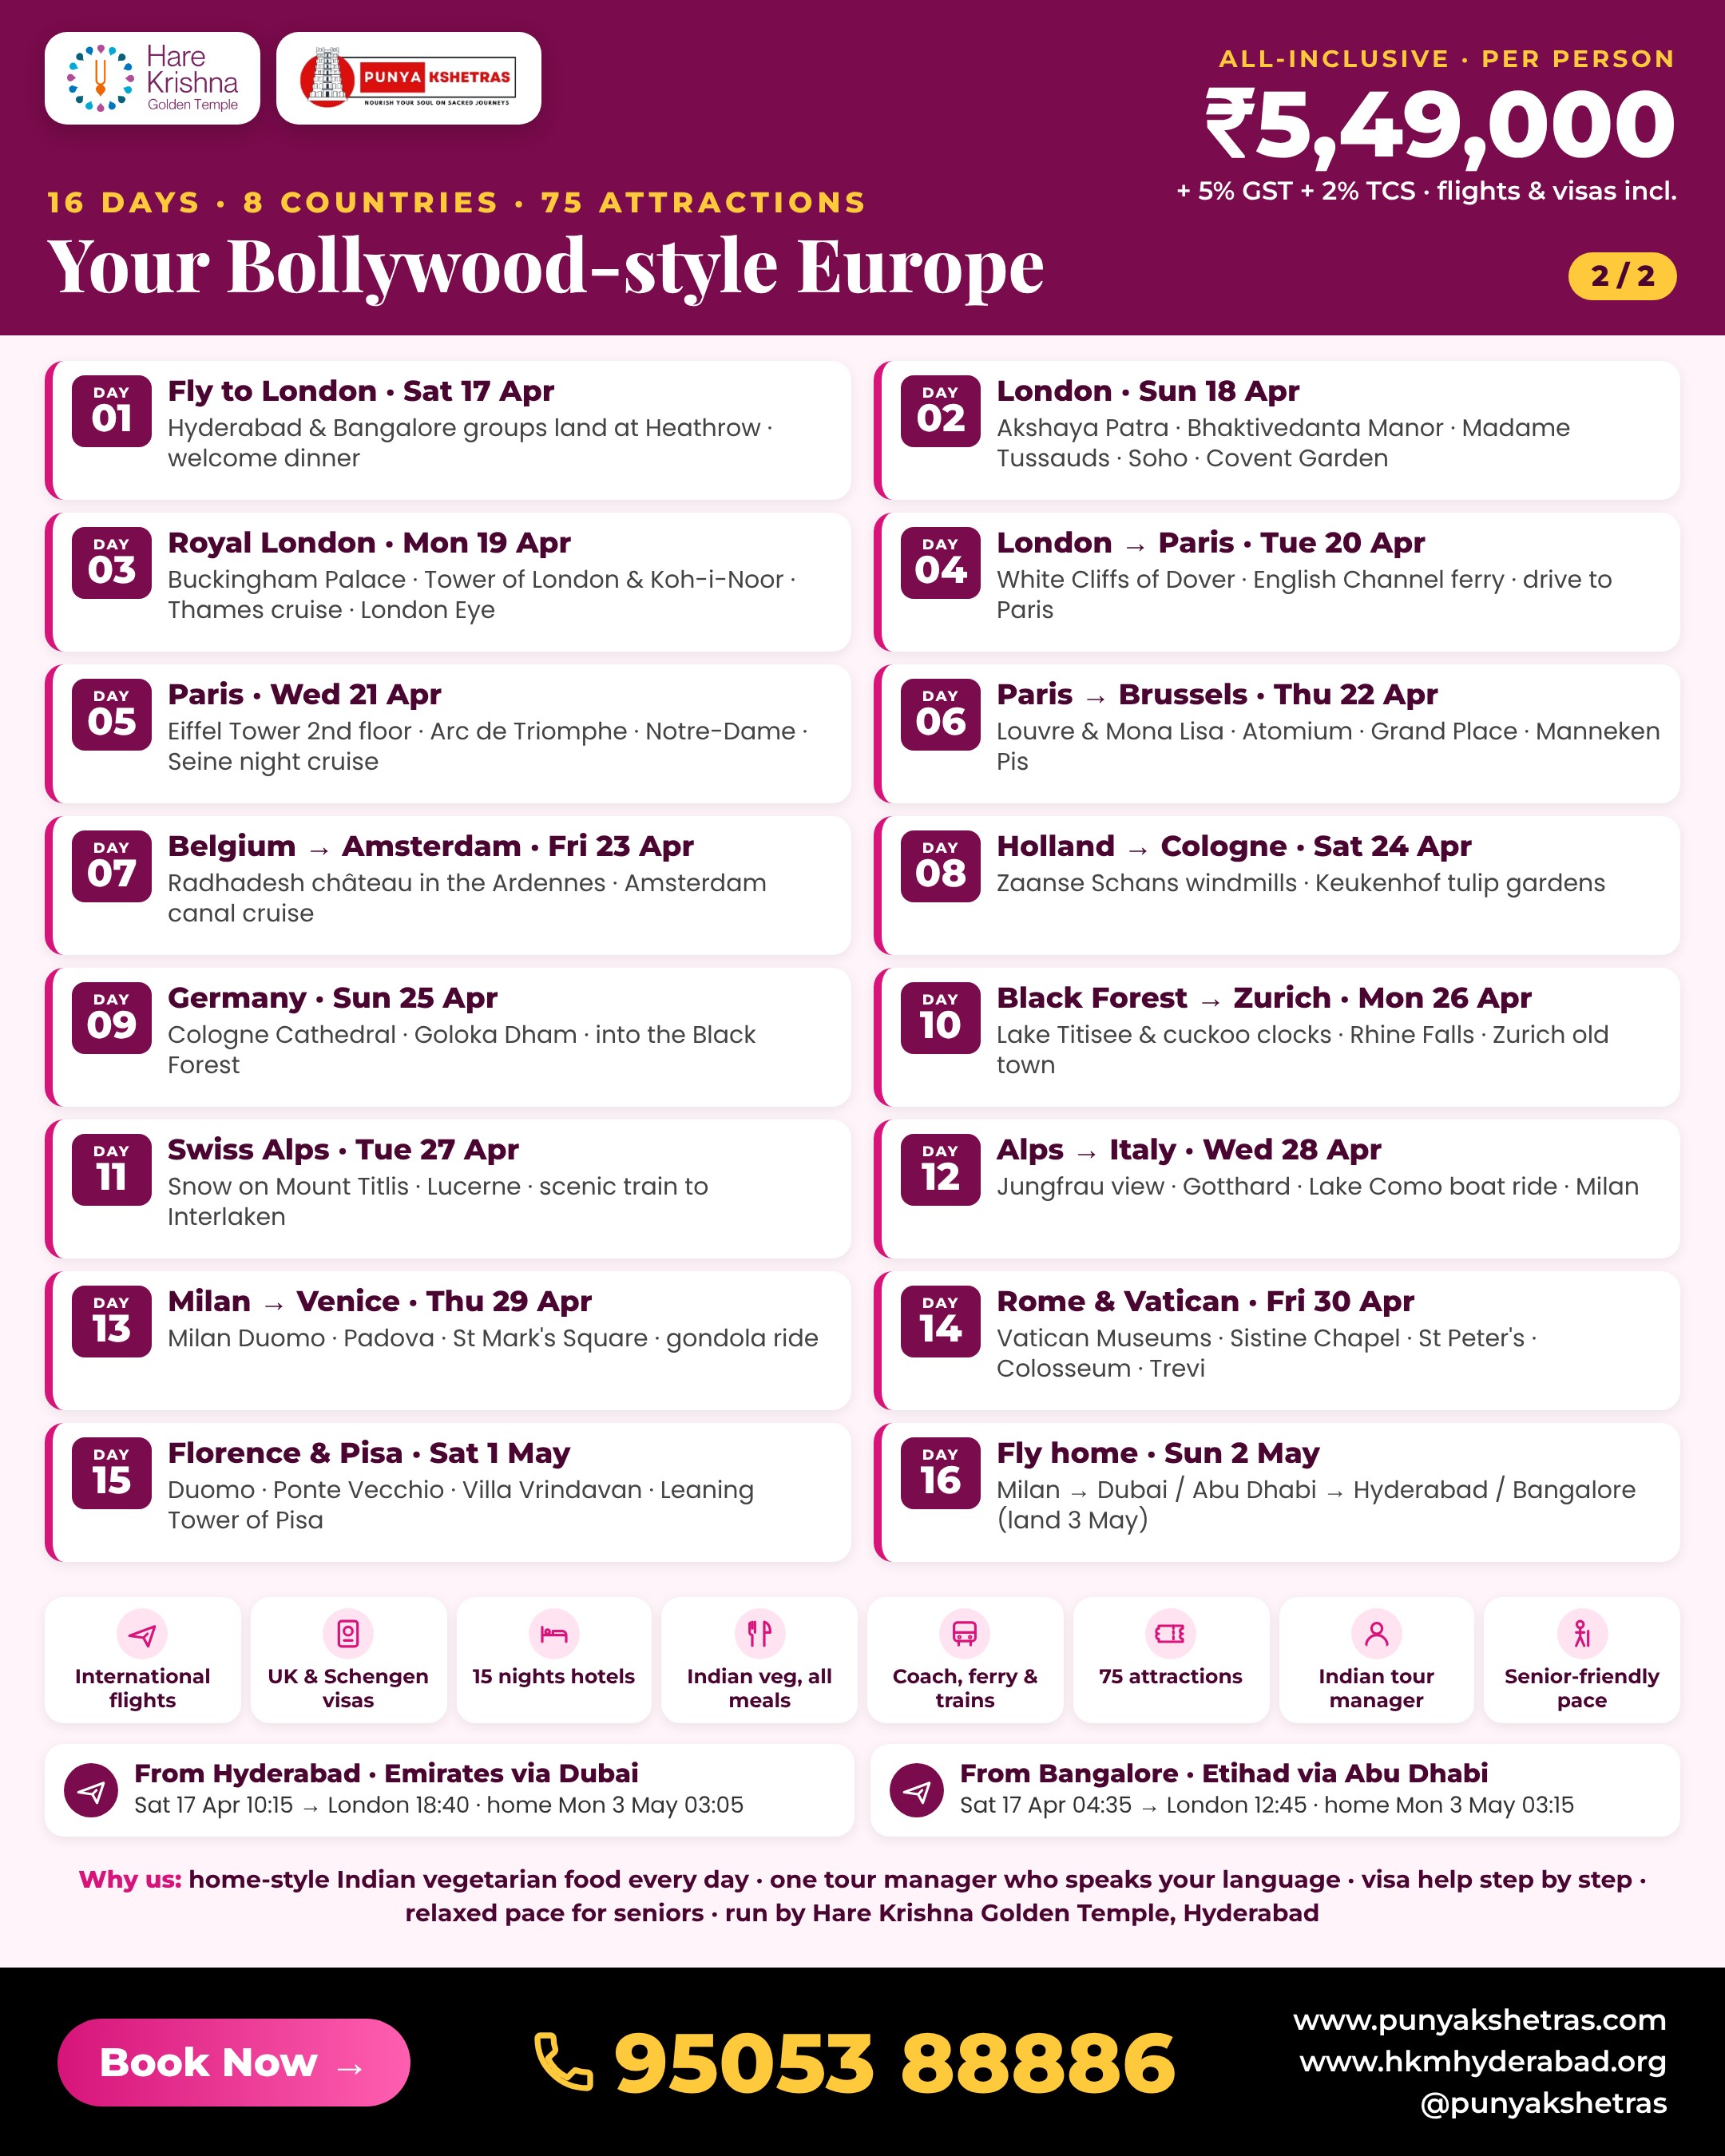 Hare
Krishna
Golden Temple
PUNYA KSHETRAS
NOURISH YOUR SOUL ON SACRED JOURNEYS
ALL-INCLUSIVE · PER PERSON
₹5,49,000
+ 5% GST + 2% TCS · flights & visas incl.
16 DAYS · 8 COUNTRIES · 75 ATTRACTIONS
Your Bollywood-style Europe
2 / 2
DAY
01
Fly to London · Sat 17 Apr
Hyderabad & Bangalore groups land at Heathrow ·
welcome dinner
DAY
02
London · Sun 18 Apr
Akshaya Patra · Bhaktivedanta Manor · Madame
Tussauds · Soho · Covent Garden
DAY
03
Royal London · Mon 19 Apr
Buckingham Palace · Tower of London & Koh-i-Noor ·
Thames cruise · London Eye
DAY
04
London → Paris · Tue 20 Apr
White Cliffs of Dover · English Channel ferry · drive to
Paris
DAY
05
Paris · Wed 21 Apr
Eiffel Tower 2nd floor · Arc de Triomphe · Notre-Dame ·
Seine night cruise
DAY
06
Paris → Brussels · Thu 22 Apr
Louvre & Mona Lisa · Atomium · Grand Place · Manneken
Pis
DAY
07
Belgium → Amsterdam · Fri 23 Apr
Radhadesh château in the Ardennes · Amsterdam
canal cruise
DAY
08
Holland → Cologne · Sat 24 Apr
Zaanse Schans windmills · Keukenhof tulip gardens
DAY
09
Germany · Sun 25 Apr
Cologne Cathedral · Goloka Dham · into the Black
Forest
DAY
10
Black Forest → Zurich · Mon 26 Apr
Lake Titisee & cuckoo clocks · Rhine Falls · Zurich old
town
DAY
11
Swiss Alps · Tue 27 Apr
Snow on Mount Titlis · Lucerne · scenic train to
Interlaken
DAY
12
Alps → Italy · Wed 28 Apr
Jungfrau view · Gotthard · Lake Como boat ride · Milan
DAY
13
Milan → Venice · Thu 29 Apr
Milan Duomo · Padova · St Mark's Square · gondola ride
DAY
14
Rome & Vatican · Fri 30 Apr
Vatican Museums · Sistine Chapel · St Peter's ·
Colosseum · Trevi
DAY
15
Florence & Pisa · Sat 1 May
Duomo · Ponte Vecchio · Villa Vrindavan · Leaning
Tower of Pisa
DAY
16
Fly home · Sun 2 May
Milan → Dubai / Abu Dhabi → Hyderabad / Bangalore
(land 3 May)
International
flights
UK & Schengen
visas
15 nights hotels
Indian veg, all
meals
Coach, ferry &
trains
75 attractions
Indian tour
manager
Senior-friendly
pace
From Hyderabad · Emirates via Dubai
Sat 17 Apr 10:15 → London 18:40 · home Mon 3 May 03:05
From Bangalore · Etihad via Abu Dhabi
Sat 17 Apr 04:35 → London 12:45 · home Mon 3 May 03:15
Why us: home-style Indian vegetarian food every day · one tour manager who speaks your language · visa help step by step ·
relaxed pace for seniors · run by Hare Krishna Golden Temple, Hyderabad
Book Now →
95053 88886
www.punyakshetras.com
www.hkmhyderabad.org
@punyakshetras